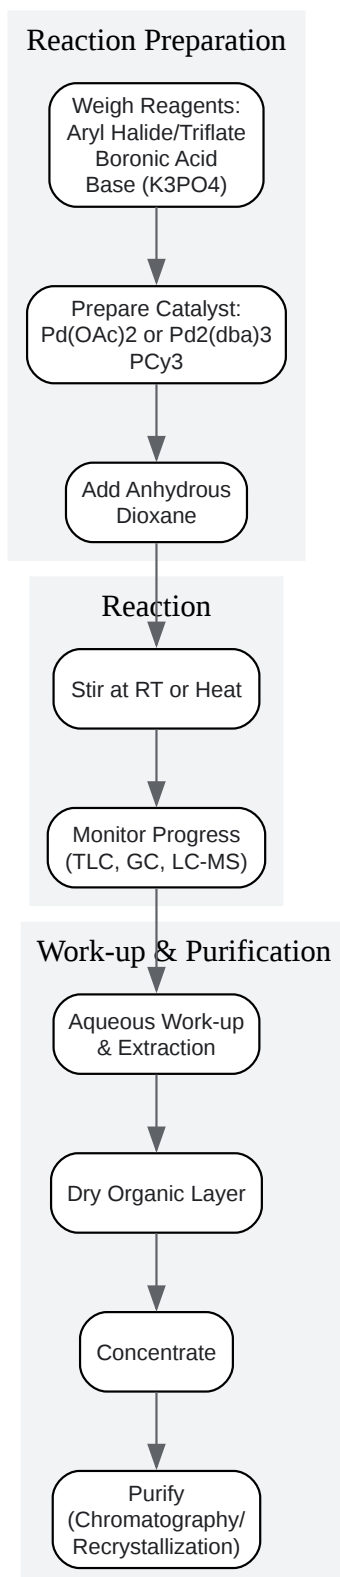 Reaction Preparation
Weigh Reagents:
Aryl Halide/Triflate
Boronic Acid
Base (K3PO4)
Prepare Catalyst:
Pd(OAc)2 or Pd2(dba)3
PCy3
Add Anhydrous
Dioxane
Reaction
Stir at RT or Heat
Monitor Progress
(TLC, GC, LC-MS)
Work-up & Purification
Aqueous Work-up
& Extraction
Dry Organic Layer
Concentrate
Purify
(Chromatography/
Recrystallization)